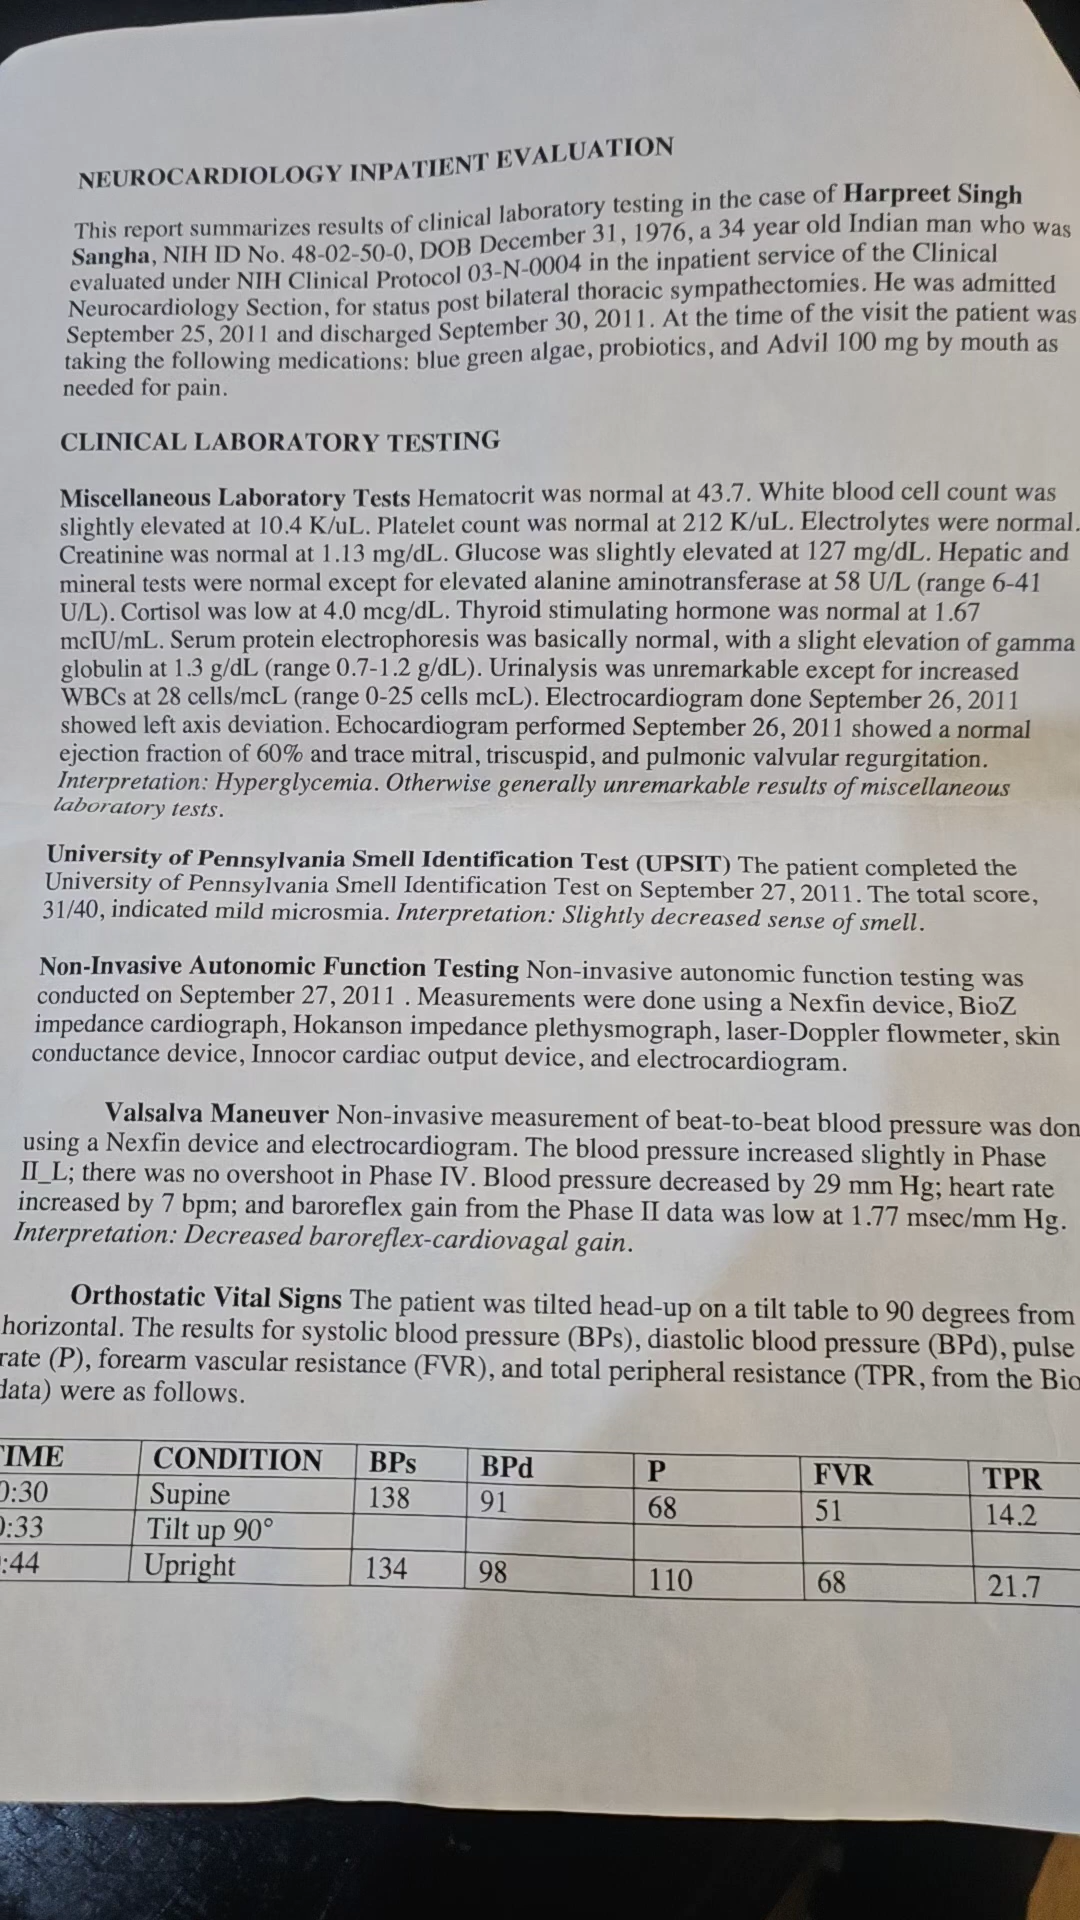 NEUROCARDIOLOGY INPATIENT EVALUATION
This report summarizes results of clinical laboratory testing in the case of Harpreet Singh
Sangha, NIH ID No. 48-02-50-0, DOB December 31, 1976, a 34 year old Indian man who was
evaluated under NIH Clinical Protocol 03-N-0004 in the inpatient service of the Clinical
Neurocardiology Section, for status post bilateral thoracic sympathectomies. He was admitted
September 25, 2011 and discharged September 30, 2011. At the time of the visit the patient was
taking the following medications: blue green algae, probiotics, and Advil 100 mg by mouth as
needed for pain.
CLINICAL LABORATORY TESTING
Miscellaneous Laboratory Tests Hematocrit was normal at 43.7. White blood cell count was
slightly elevated at 10.4 K/uL. Platelet count was normal at 212 K/uL. Electrolytes were normal.
Creatinine was normal at 1.13 mg/dL. Glucose was slightly elevated at 127 mg/dL. Hepatic and
mineral tests were normal except for elevated alanine aminotransferase at 58 U/L (range 6-41
U/L). Cortisol was low at 4.0 mcg/dL. Thyroid stimulating hormone was normal at 1.67
mcIU/mL. Serum protein electrophoresis was basically normal, with a slight elevation of gamma
globulin at 1.3 g/dL (range 0.7-1.2 g/dL). Urinalysis was unremarkable except for increased
WBCs at 28 cells/mcL (range 0-25 cells mcL). Electrocardiogram done September 26, 2011
showed left axis deviation. Echocardiogram performed September 26, 2011 showed a normal
ejection fraction of 60% and trace mitral, triscuspid, and pulmonic valvular regurgitation.
Interpretation: Hyperglycemia. Otherwise generally unremarkable results of miscellaneous
laboratory tests.
University of Pennsylvania Smell Identification Test (UPSIT) The patient completed the
University of Pennsylvania Smell Identification Test on September 27, 2011. The total score,
31/40, indicated mild microsmia. Interpretation: Slightly decreased sense of smell.
Non-Invasive Autonomic Function Testing Non-invasive autonomic function testing was
conducted on September 27, 2011 . Measurements were done using a Nexfin device, BioZ
impedance cardiograph, Hokanson impedance plethysmograph, laser-Doppler flowmeter, skin
conductance device, Innocor cardiac output device, and electrocardiogram.
Valsalva Maneuver Non-invasive measurement of beat-to-beat blood pressure was don
using a Nexfin device and electrocardiogram. The blood pressure increased slightly in Phase
II_L; there was no overshoot in Phase IV. Blood pressure decreased by 29 mm Hg; heart rate
increased by 7 bpm; and baroreflex gain from the Phase II data was low at 1.77 msec/mm Hg.
Interpretation: Decreased baroreflex-cardiovagal gain.
Orthostatic Vital Signs The patient was tilted head-up on a tilt table to 90 degrees from
horizontal. The results for systolic blood pressure (BPs), diastolic blood pressure (BPd), pulse
rate (P), forearm vascular resistance (FVR), and total peripheral resistance (TPR, from the Bio
data) were as follows.
TIME CONDITION BPs BPd P FVR TPR
0:30 Supine 138 91 68 51 14.2
0:33 Tilt up 90°
:44 Upright 134 98 110 68 21.7